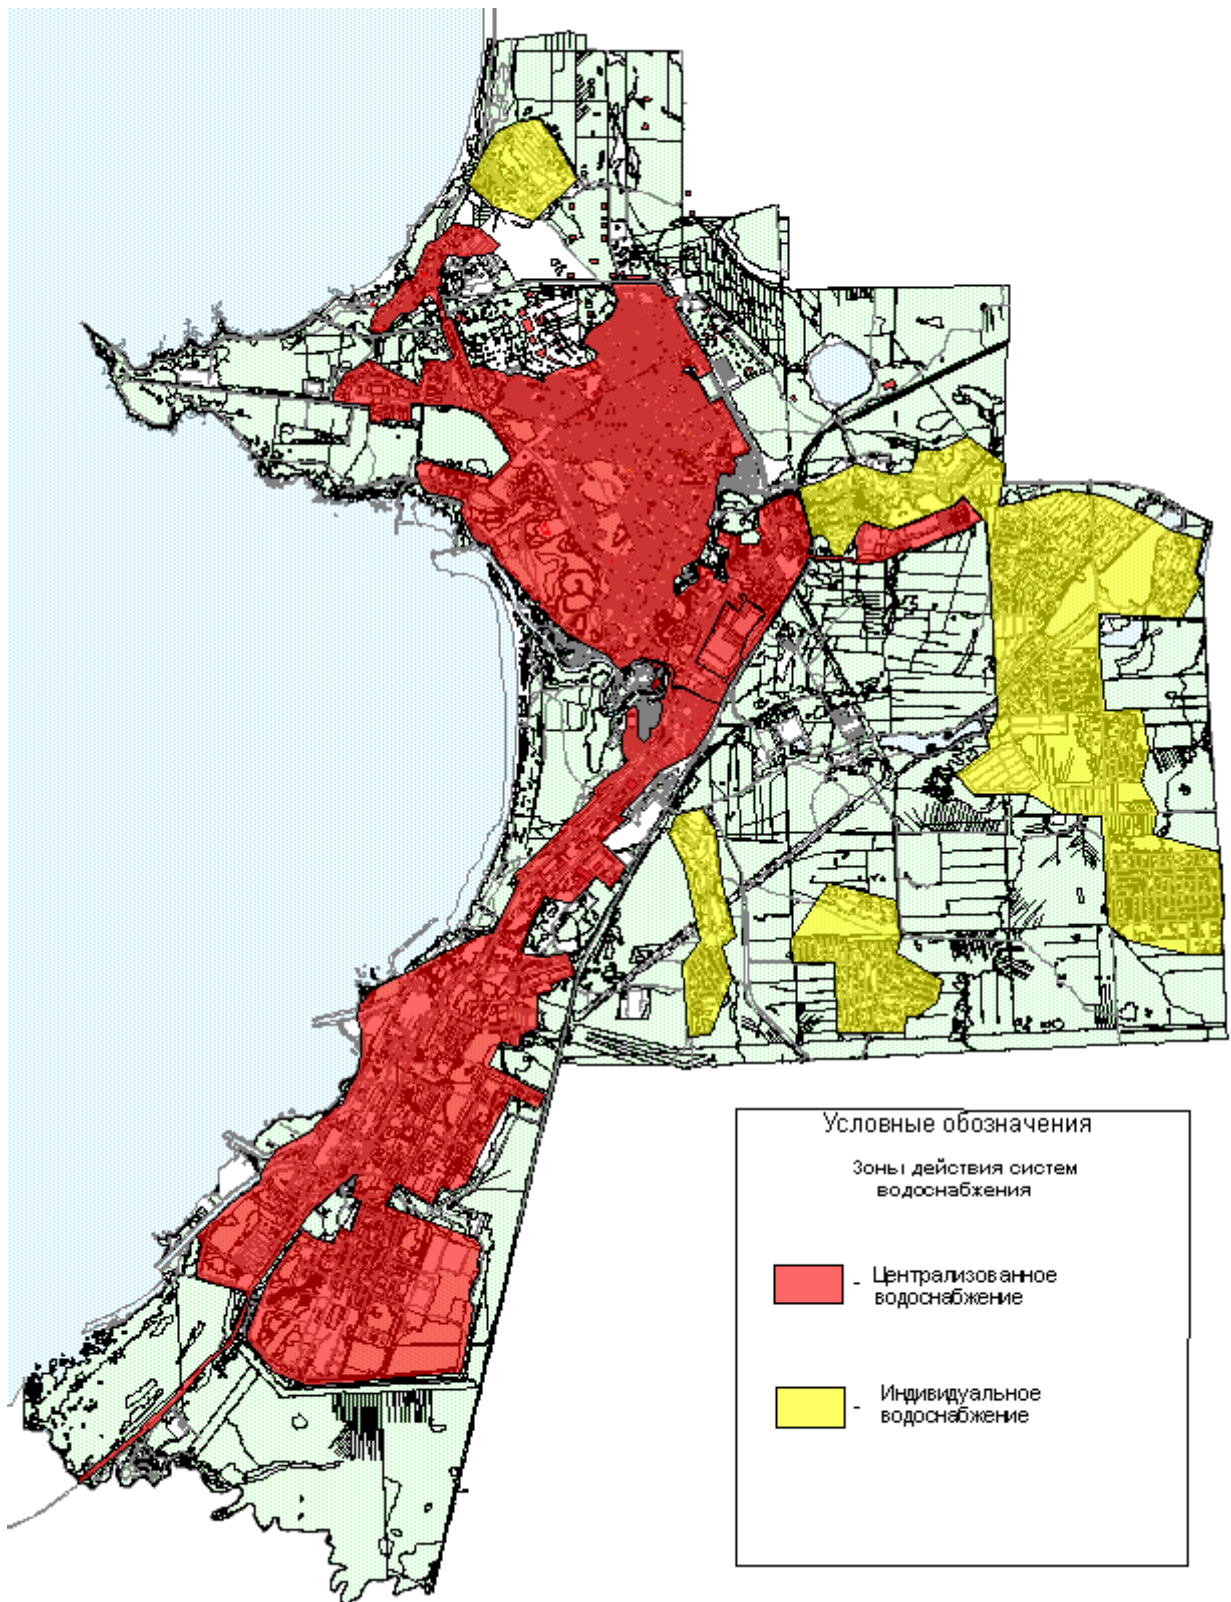 Условные обозначения
Зоны действия систем
водоснабжения
- Централизованное
водоснабжение
- Индивидуальное
водоснабжение